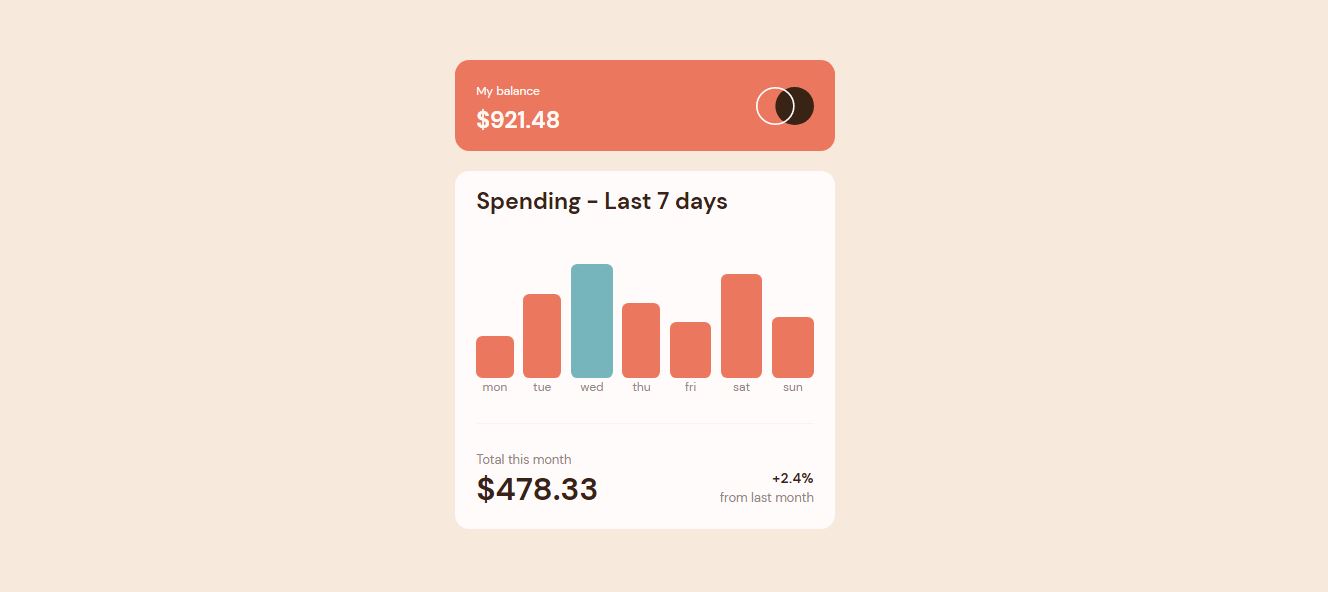 My balance
$921.48
Spending - Last 7 days
mon tue wed thu fri sat sun
Total this month
$478.33
+2.4%
from last month